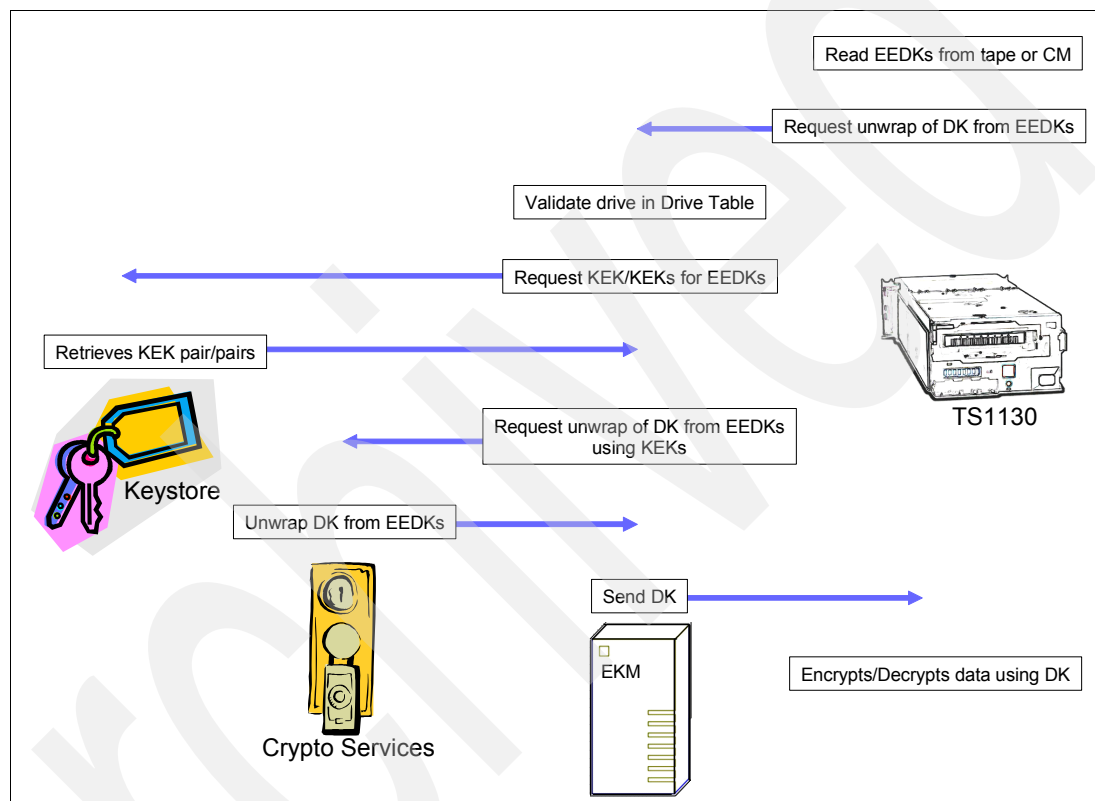 Read EEDKs from tape or CM
Request unwrap of DK from EEDKs
Validate drive in Drive Table
Request KEK/KEKs for EEDKs
Retrieves KEK pair/pairs
TS1130
Request unwrap of DK from EEDKs
using KEKs
Keystore
Unwrap DK from EEDKs
Send DK
EKM
Encrypts/Decrypts data using DK
Crypto Services